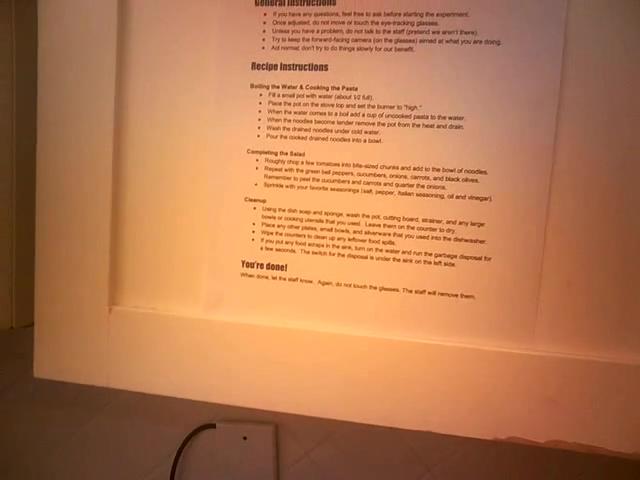 General Instructions
• If you have any questions, feel free to ask before starting the experiment.
• Once adjusted, do not move or touch the eye-tracking glasses.
• Unless you have a problem, do not talk to the staff (pretend we aren't there).
• Try to keep the forward-facing camera (on the glasses) aimed at what you are doing.
• Act normal; don't try to do things slowly for our benefit.
Recipe Instructions
Boiling the Water & Cooking the Pasta
• Fill a small pot with water (about 1/2 full).
• Place the pot on the stove top and set the burner to "high."
• When the water comes to a boil add a cup of uncooked pasta to the water.
• When the noodles become tender remove the pot from the heat and drain.
• Wash the drained noodles under cold water.
• Pour the cooked drained noodles into a bowl.
Completing the Salad
• Roughly chop a few tomatoes into bite-sized chunks and add to the bowl of noodles.
• Repeat with the green bell peppers, cucumbers, onions, carrots, and black olives.
Remember to peel the cucumbers and carrots and quarter the onions.
• Sprinkle with your favorite seasonings (salt, pepper, Italian seasoning, oil and vinegar).
Cleanup
• Using the dish soap and sponge, wash the pot, cutting board, strainer, and any large
bowls or cooking utensils that you used. Leave them on the counter to dry.
• Place any other plates, small bowls, and silverware that you used into the dishwasher.
• Wipe the counters to clean up any leftover food spills.
• If you put any food scraps in the sink, turn on the water and run the garbage disposal for
a few seconds. The switch for the disposal is under the sink on the left side.
You're done!
When done, let the staff know. Again, do not touch the glasses. The staff will remove them.